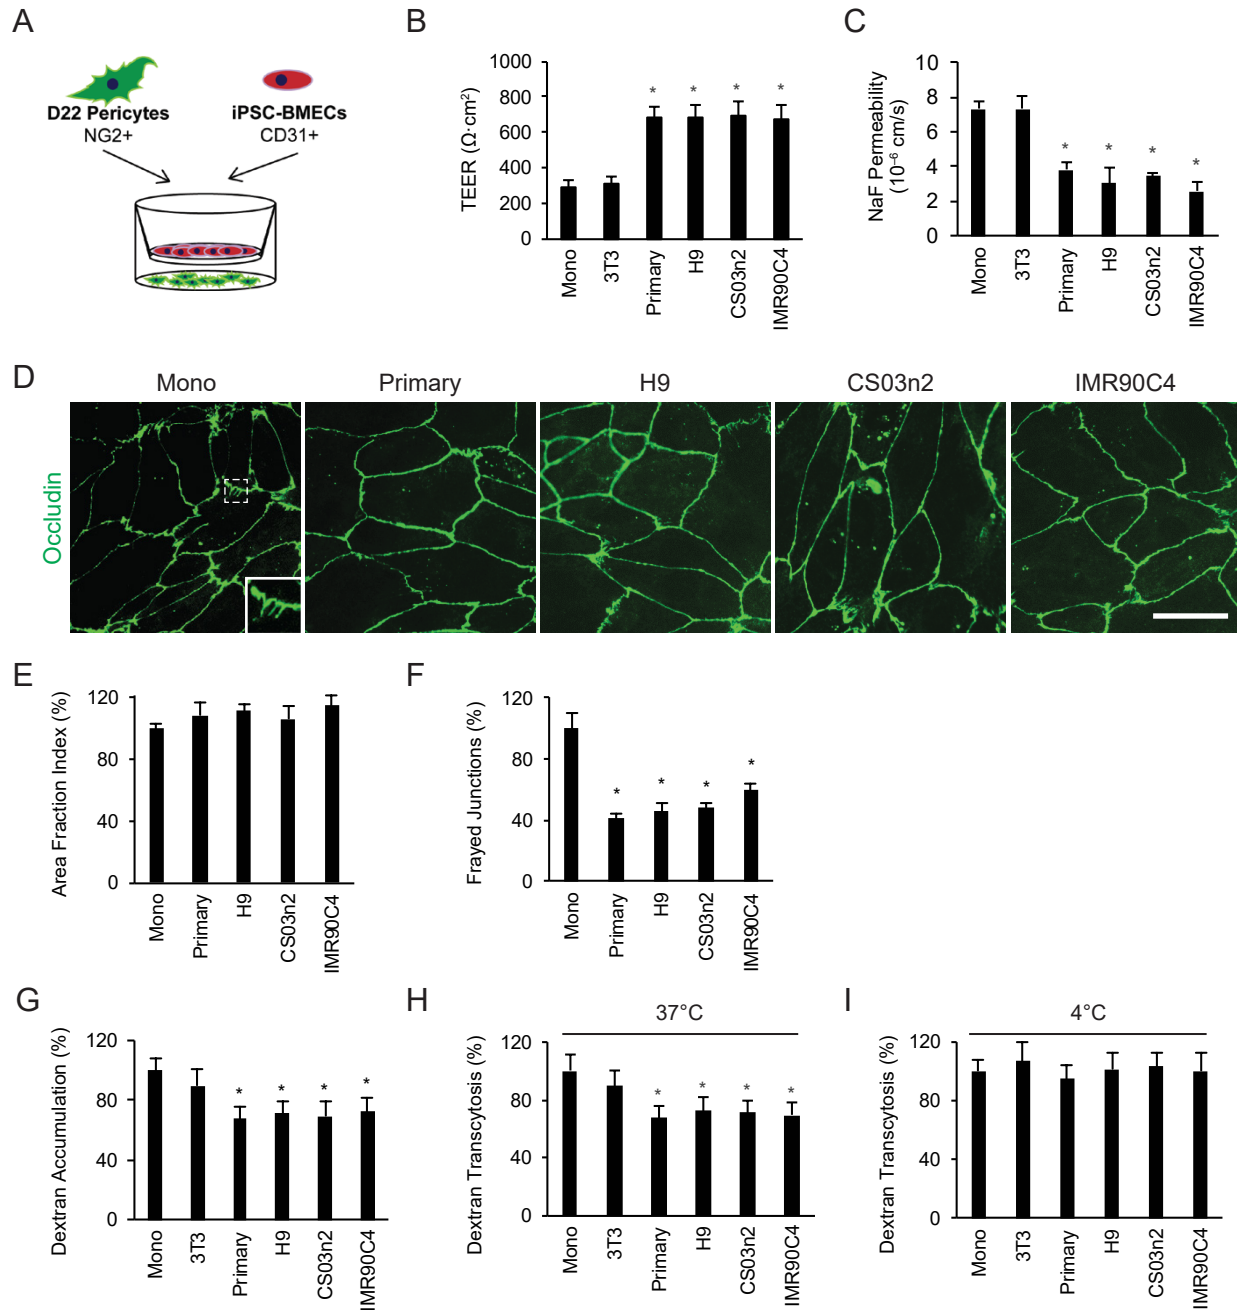 A
D22 Pericytes
NG2+
iPSC-BMECs
CD31+
B
TEER (Ω·cm²)
1000
800
600
400
200
0
Mono
3T3
Primary
H9
CS03n2
IMR90C4
* * * *
C
NaF Permeability
(10⁻⁶ cm/s)
10
8
6
4
2
0
Mono
3T3
Primary
H9
CS03n2
IMR90C4
* * * *
D
Mono
Primary
H9
CS03n2
IMR90C4
Occludin
E
Area Fraction Index (%)
120
80
40
0
Mono
Primary
H9
CS03n2
IMR90C4
F
Frayed Junctions (%)
120
80
40
0
Mono
Primary
H9
CS03n2
IMR90C4
* * * *
G
Dextran Accumulation (%)
120
80
40
0
Mono
3T3
Primary
H9
CS03n2
IMR90C4
* * * *
H
37°C
Dextran Transcytosis (%)
120
80
40
0
Mono
3T3
Primary
H9
CS03n2
IMR90C4
* * * *
I
4°C
Dextran Transcytosis (%)
120
80
40
0
Mono
3T3
Primary
H9
CS03n2
IMR90C4